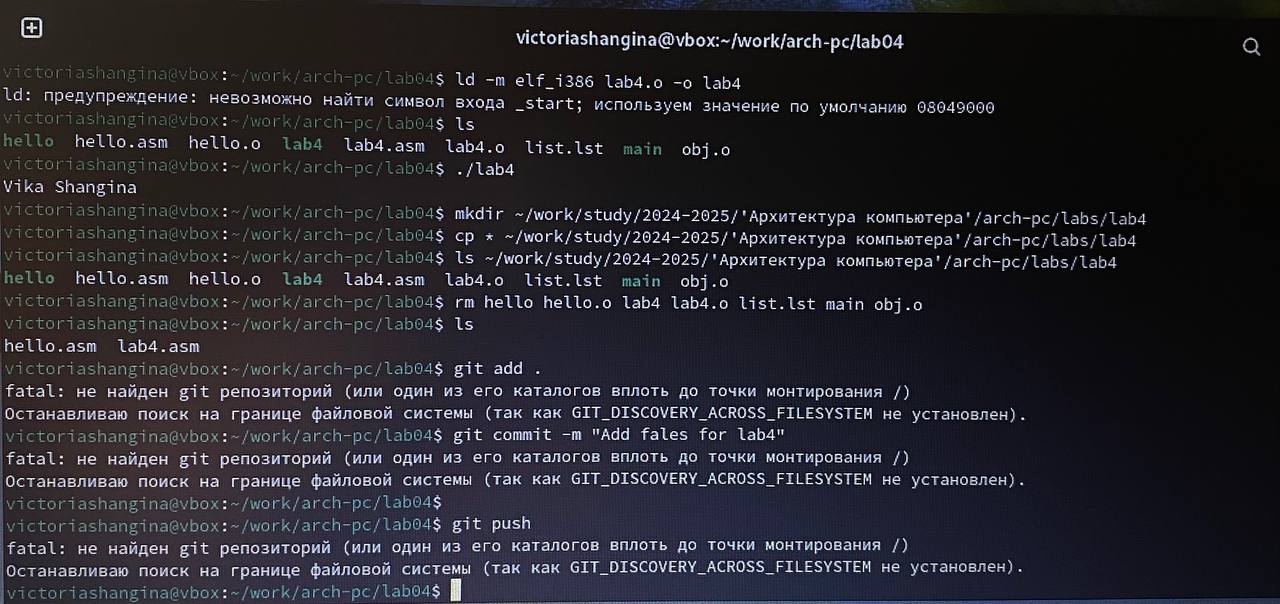 victoriashangina@vbox:~/work/arch-pc/lab04
victoriashangina@vbox:~/work/arch-pc/lab04$ ld -m elf_i386 lab4.o -o lab4
ld: предупреждение: невозможно найти символ входа _start; используем значение по умолчанию 08049000
victoriashangina@vbox:~/work/arch-pc/lab04$ ls
hello  hello.asm  hello.o  lab4  lab4.asm  lab4.o  list.lst  main  obj.o
victoriashangina@vbox:~/work/arch-pc/lab04$ ./lab4
Vika Shangina
victoriashangina@vbox:~/work/arch-pc/lab04$ mkdir ~/work/study/2024-2025/'Архитектура компьютера'/arch-pc/labs/lab4
victoriashangina@vbox:~/work/arch-pc/lab04$ cp * ~/work/study/2024-2025/'Архитектура компьютера'/arch-pc/labs/lab4
victoriashangina@vbox:~/work/arch-pc/lab04$ ls ~/work/study/2024-2025/'Архитектура компьютера'/arch-pc/labs/lab4
hello  hello.asm  hello.o  lab4  lab4.asm  lab4.o  list.lst  main  obj.o
victoriashangina@vbox:~/work/arch-pc/lab04$ rm hello hello.o lab4 lab4.o list.lst main obj.o
victoriashangina@vbox:~/work/arch-pc/lab04$ ls
hello.asm  lab4.asm
victoriashangina@vbox:~/work/arch-pc/lab04$ git add .
fatal: не найден git репозиторий (или один из его каталогов вплоть до точки монтирования /)
Останавливаю поиск на границе файловой системы (так как GIT_DISCOVERY_ACROSS_FILESYSTEM не установлен).
victoriashangina@vbox:~/work/arch-pc/lab04$ git commit -m "Add fales for lab4"
fatal: не найден git репозиторий (или один из его каталогов вплоть до точки монтирования /)
Останавливаю поиск на границе файловой системы (так как GIT_DISCOVERY_ACROSS_FILESYSTEM не установлен).
victoriashangina@vbox:~/work/arch-pc/lab04$
victoriashangina@vbox:~/work/arch-pc/lab04$ git push
fatal: не найден git репозиторий (или один из его каталогов вплоть до точки монтирования /)
Останавливаю поиск на границе файловой системы (так как GIT_DISCOVERY_ACROSS_FILESYSTEM не установлен).
victoriashangina@vbox:~/work/arch-pc/lab04$